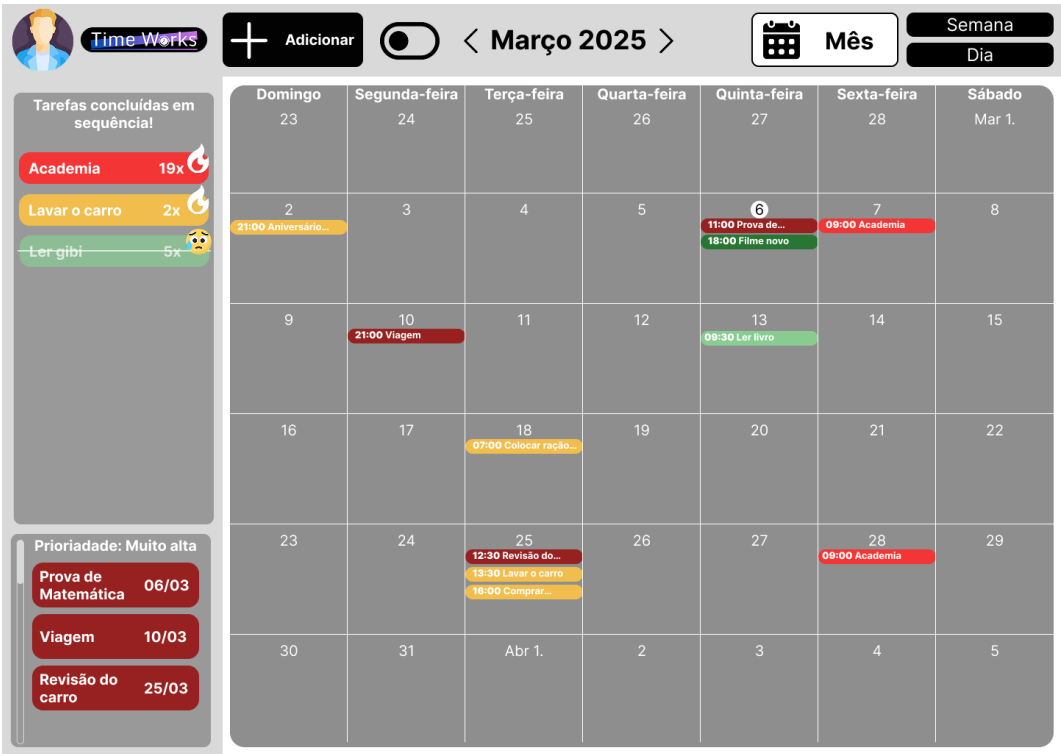 Time Works
Adicionar
Março 2025
Mês
Semana
Dia
Tarefas concluídas em
sequência!
Academia 19x
Lavar o carro 2x
Ler gibi 5x
Prioriadade: Muito alta
Prova de
Matemática 06/03
Viagem 10/03
Revisão do
carro 25/03
Domingo Segunda-feira Terça-feira Quarta-feira Quinta-feira Sexta-feira Sábado
23 24 25 26 27 28 Mar 1.
2 3 4 5 6 7 8
21:00 Aniversário... 11:00 Prova de... 09:00 Academia
18:00 Filme novo
9 10 11 12 13 14 15
21:00 Viagem 09:30 Ler livro
16 17 18 19 20 21 22
07:00 Colocar ração...
23 24 25 26 27 28 29
12:30 Revisão do... 09:00 Academia
13:30 Lavar o carro
16:00 Comprar...
30 31 Abr 1. 2 3 4 5